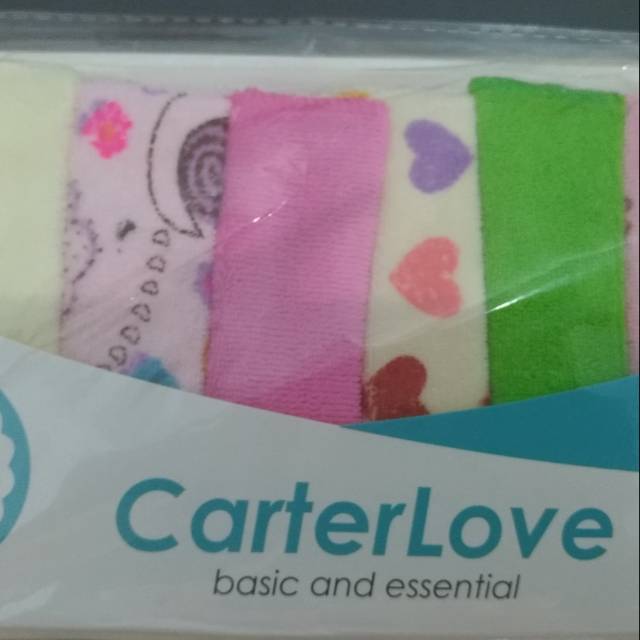 CarterLove
basic and essential